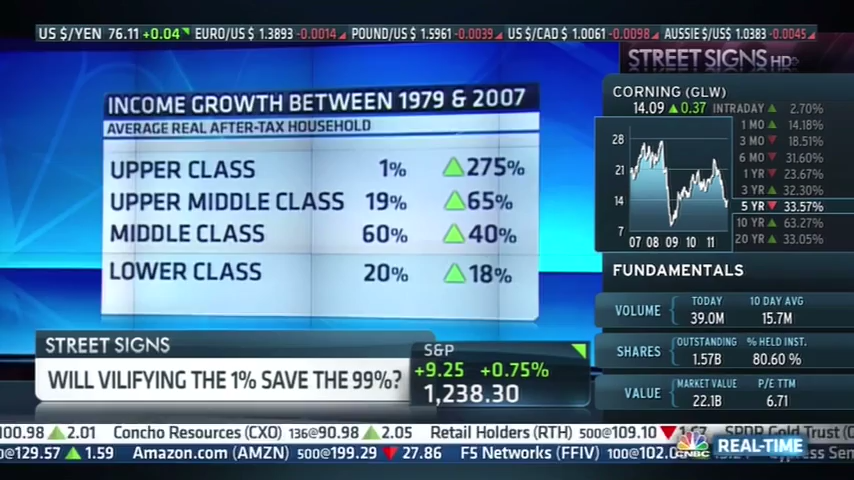 US $/YEN 76.11 +0.04 EURO/US $ 1.3893 -0.0014 POUND/US $ 1.5961 -0.0039 US $/CAD $ 1.0061 -0.0098 AUSSIE $/US $ 1.0383 -0.0045
STREET SIGNS HD
INCOME GROWTH BETWEEN 1979 & 2007
AVERAGE REAL AFTER-TAX HOUSEHOLD
UPPER CLASS 1% 275%
UPPER MIDDLE CLASS 19% 65%
MIDDLE CLASS 60% 40%
LOWER CLASS 20% 18%
CORNING (GLW)
14.09 0.37 INTRADAY 2.70%
1 MO 14.18%
3 MO 18.51%
6 MO 31.60%
1 YR 23.67%
3 YR 32.30%
5 YR 33.57%
10 YR 63.27%
20 YR 33.05%
28
21
14
7
07 08 09 10 11
FUNDAMENTALS
VOLUME TODAY 39.0M 10 DAY AVG 15.7M
SHARES OUTSTANDING 1.57B % HELD INST. 80.60 %
VALUE MARKET VALUE 22.1B P/E TTM 6.71
STREET SIGNS
WILL VILIFYING THE 1% SAVE THE 99%?
S&P
+9.25 +0.75%
1,238.30
100.98 2.01 Concho Resources (CXO) 136@90.98 2.05 Retail Holders (RTH) 500@109.10 SPDR Gold Trust
@129.57 1.59 Amazon.com (AMZN) 500@199.29 27.86 F5 Networks (FFIV) 100@102.0
CNBC REAL-TIME